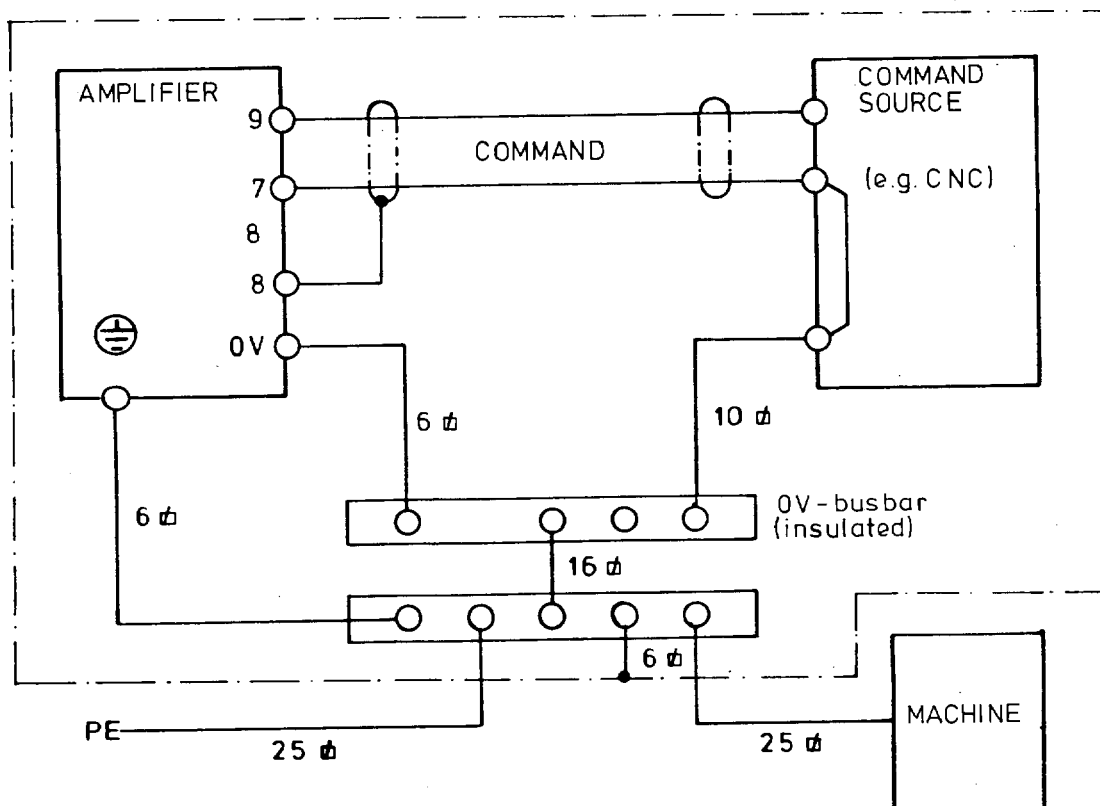 AMPLIFIER
COMMAND
SOURCE
9
COMMAND
(e.g. CNC)
7
8
8
0V
6 ⏍
10 ⏍
6 ⏍
0V-busbar
(insulated)
16 ⏍
6 ⏍
PE
25 ⏍
25 ⏍
MACHINE